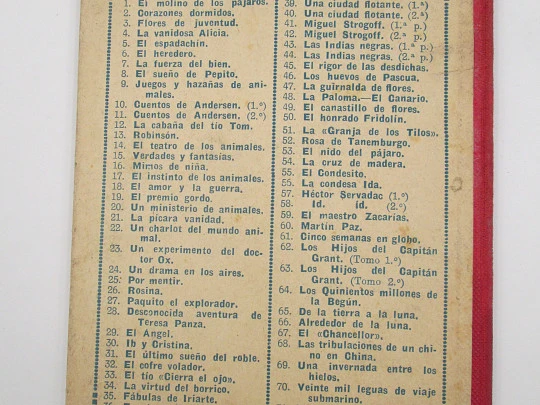 1. El molino de los pájaros.
2. Corazones dormidos.
3. Flores de juventud.
4. La vanidosa Alicia.
5. El espadachín.
6. El heredero.
7. La fuerza del bien.
8. El sueño de Pepito.
9. Juegos y hazañas de ani-
males.
10. Cuentos de Andersen. (1.º)
11. Cuentos de Andersen. (2.º)
12. La cabaña del tío Tom.
13. Robinsón.
14. El teatro de los animales.
15. Verdades y fantasías.
16. Mimos de niña.
17. El instinto de los animales.
18. El amor y la guerra.
19. El premio gordo.
20. Un ministerio de animales.
21. La pícara vanidad.
22. Un charlot del mundo ani-
mal.
23. Un experimento del doc-
tor Ox.
24. Un drama en los aires.
25. Por mentir.
26. Rosina.
27. Paquito el explorador.
28. Desconocida aventura de
Teresa Panza.
29. El Angel.
30. Ib y Cristina.
31. El último sueño del roble.
32. El cofre volador.
33. El tío «Cierra el ojo».
34. La virtud del borrico.
35. Fábulas de Iriarte.
39. Una ciudad flotante. (1.ª)
40. Una ciudad flotante. (2.ª)
41. Miguel Strogoff. (1.ª p.)
42. Miguel Strogoff. (2.ª p.)
43. Las Indias negras. (1.ª p.)
44. Las Indias negras. (2.ª p.)
45. El rigor de las desdichas.
46. Los huevos de Pascua.
47. La guirnalda de flores.
48. La Paloma.—El Canario.
49. El canastillo de flores.
50. El honrado Fridolín.
51. La «Granja de los Tilos».
52. Rosa de Tanemburgo.
53. El nido del pájaro.
54. La cruz de madera.
55. El Condesito.
55. La condesa Ida.
57. Héctor Servadac (1.º)
58. Id. id. (2.º)
59. El maestro Zacarías.
60. Martín Paz.
61. Cinco semanas en globo.
62. Los Hijos del Capitán
Grant. (Tomo 1.º)
63. Los Hijos del Capitán
Grant. (Tomo 2.º)
64. Los Quinientos millones de
la Begún.
65. De la tierra a la luna.
66. Alrededor de la luna.
67. El «Chancellor».
68. Las tribulaciones de un chi-
no en China.
69. Una invernada entre los
hielos.
70. Veinte mil leguas de viaje
submarino.